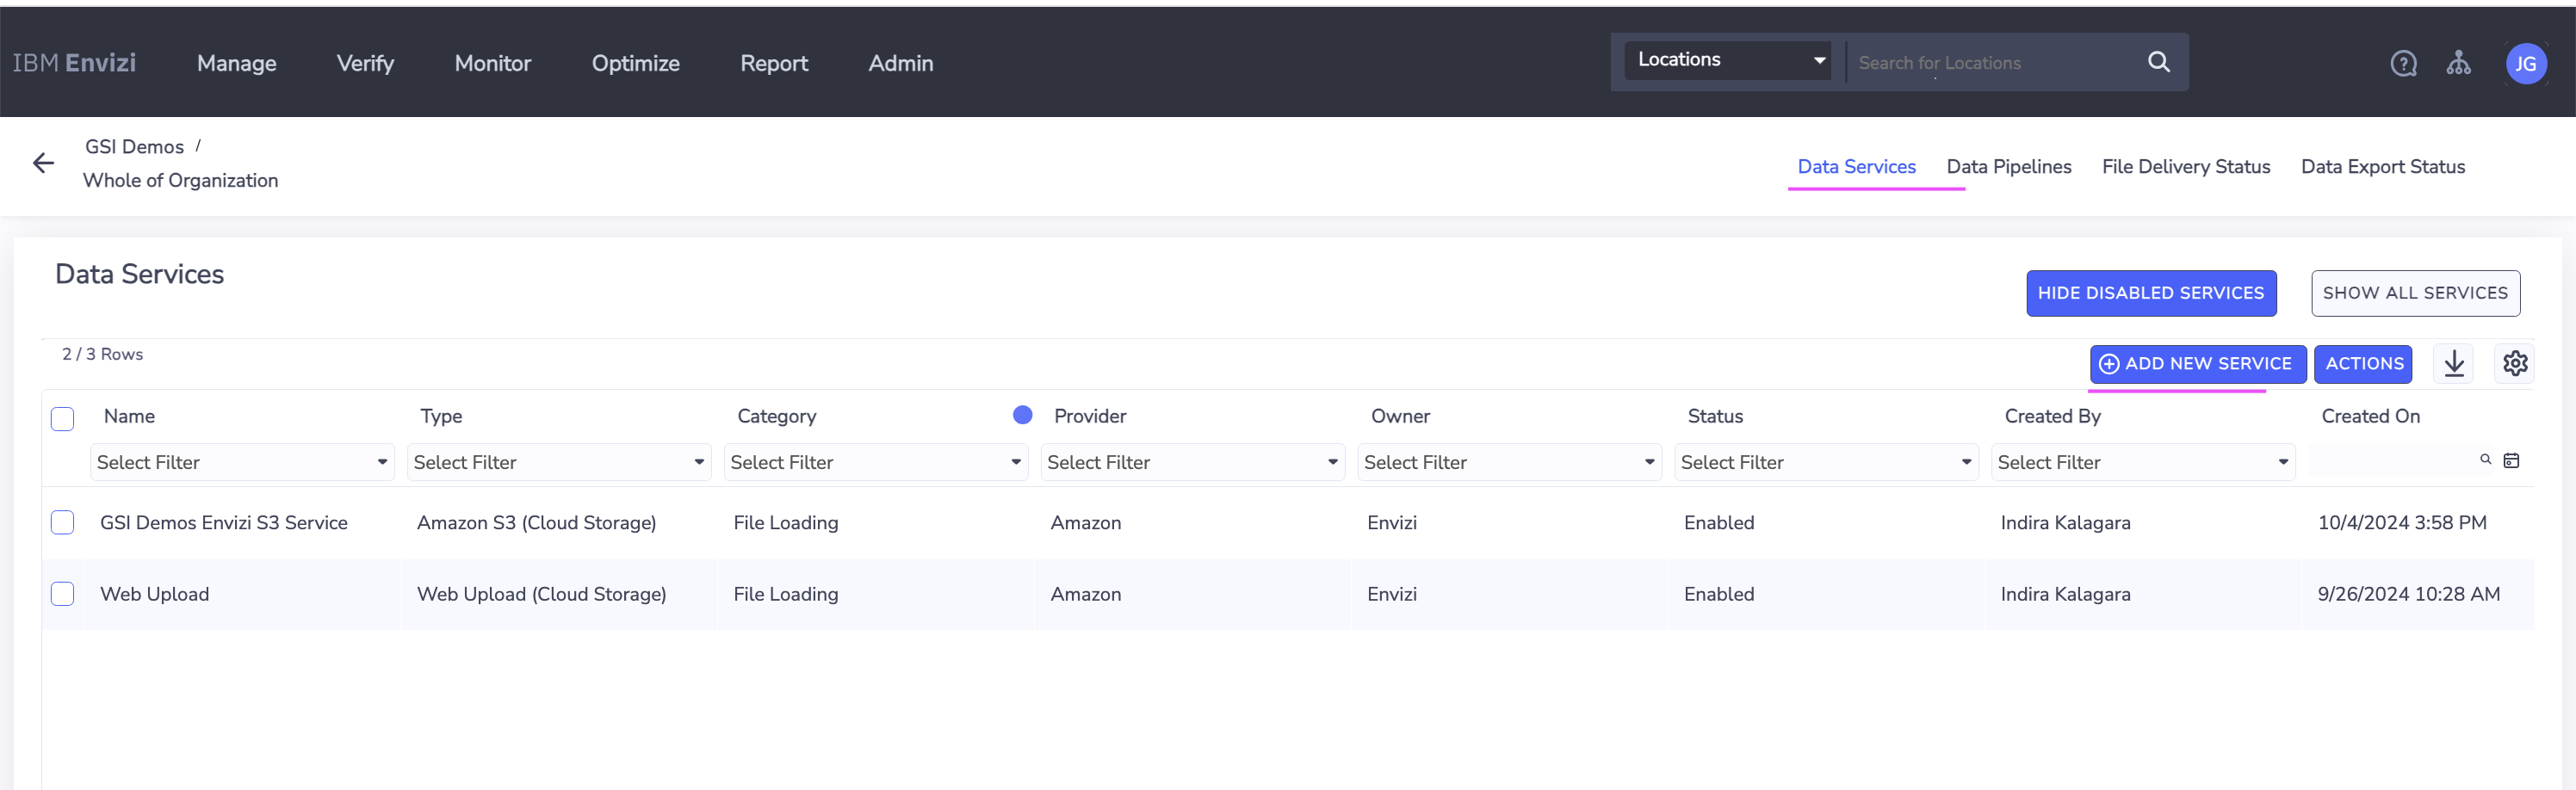 IBM Envizi Manage Verify Monitor Optimize Report Admin Locations Search for Locations JG
GSI Demos /
Whole of Organization
Data Services Data Pipelines File Delivery Status Data Export Status
Data Services
HIDE DISABLED SERVICES SHOW ALL SERVICES
2 / 3 Rows
ADD NEW SERVICE ACTIONS
Name Type Category Provider Owner Status Created By Created On
Select Filter Select Filter Select Filter Select Filter Select Filter Select Filter Select Filter
GSI Demos Envizi S3 Service Amazon S3 (Cloud Storage) File Loading Amazon Envizi Enabled Indira Kalagara 10/4/2024 3:58 PM
Web Upload Web Upload (Cloud Storage) File Loading Amazon Envizi Enabled Indira Kalagara 9/26/2024 10:28 AM